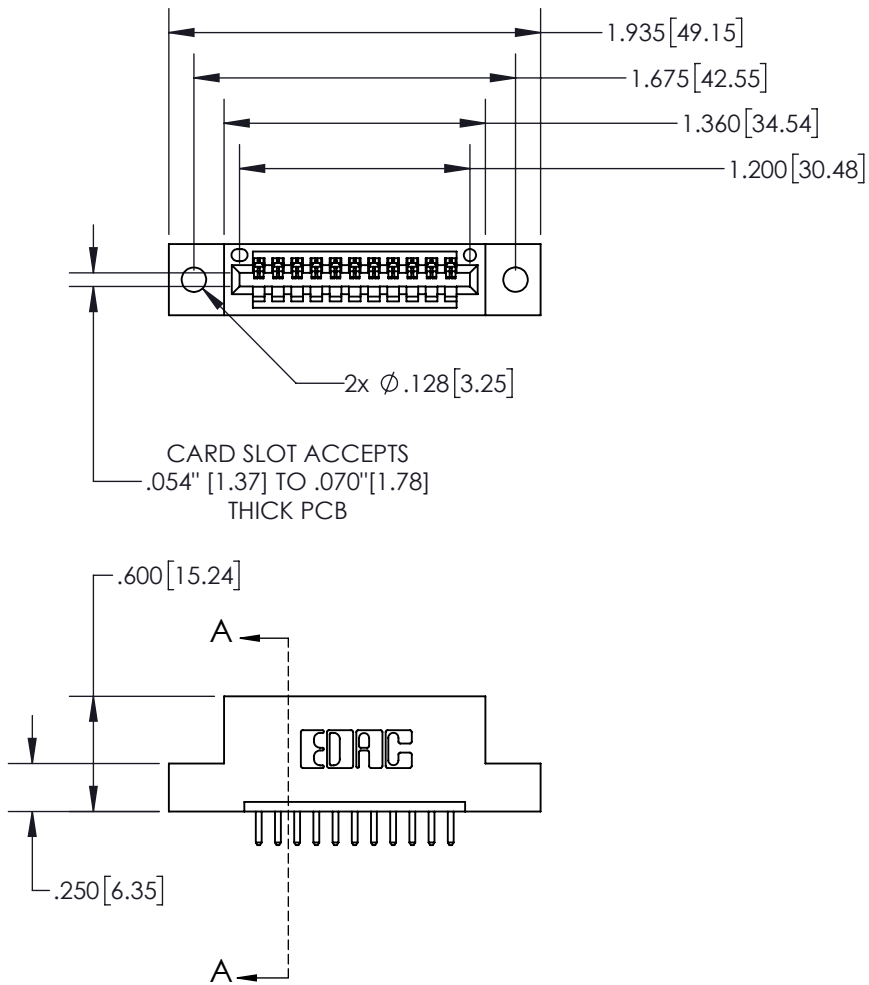 1.935[49.15]
1.675[42.55]
1.360[34.54]
1.200[30.48]
2x ⌀.128[3.25]
CARD SLOT ACCEPTS
.054" [1.37] TO .070"[1.78]
THICK PCB
.600[15.24]
A
EDAC
.250[6.35]
A